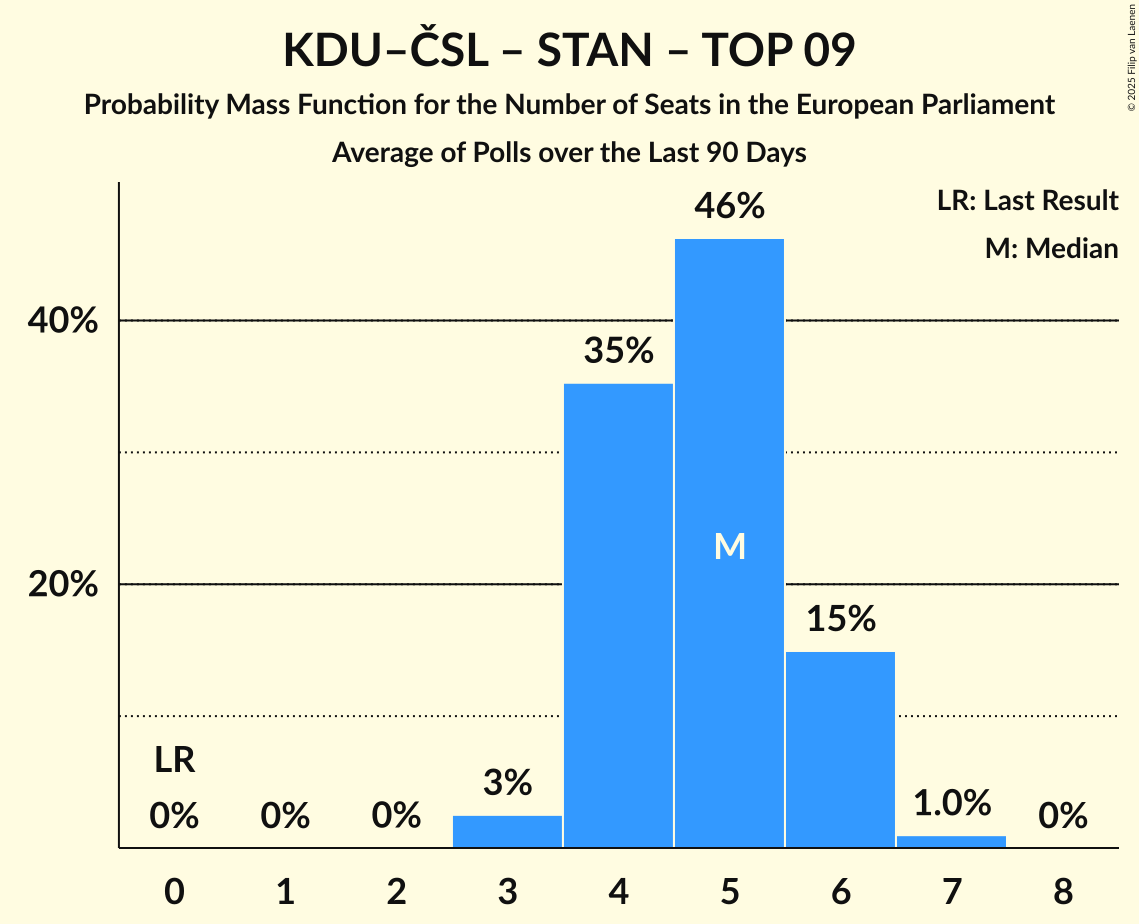 KDU–ČSL – STAN – TOP 09
Probability Mass Function for the Number of Seats in the European Parliament
Average of Polls over the Last 90 Days
© 2025 Filip van Laenen
LR: Last Result
M: Median
46%
40%
35%
M
20%
15%
LR
0%
0%
0%
3%
1.0%
0%
0
1
2
3
4
5
6
7
8